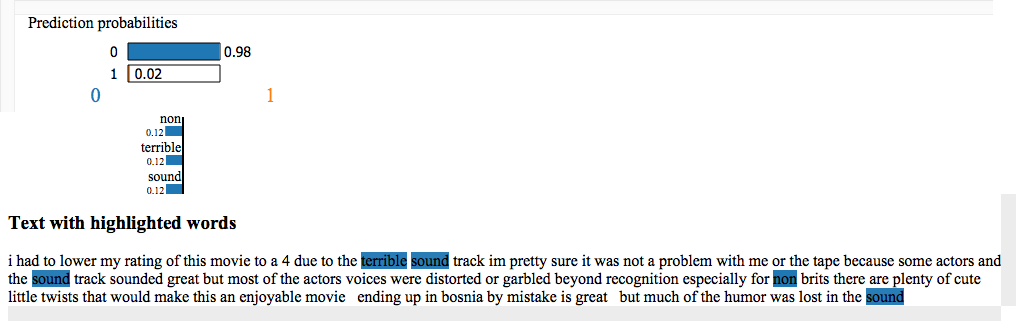 Prediction probabilities
0 0.98
1 0.02
0 1
non
0.12
terrible
0.12
sound
0.12
Text with highlighted words
i had to lower my rating of this movie to a 4 due to the terrible sound track im pretty sure it was not a problem with me or the tape because some actors and
the sound track sounded great but most of the actors voices were distorted or garbled beyond recognition especially for non brits there are plenty of cute
little twists that would make this an enjoyable movie ending up in bosnia by mistake is great but much of the humor was lost in the sound